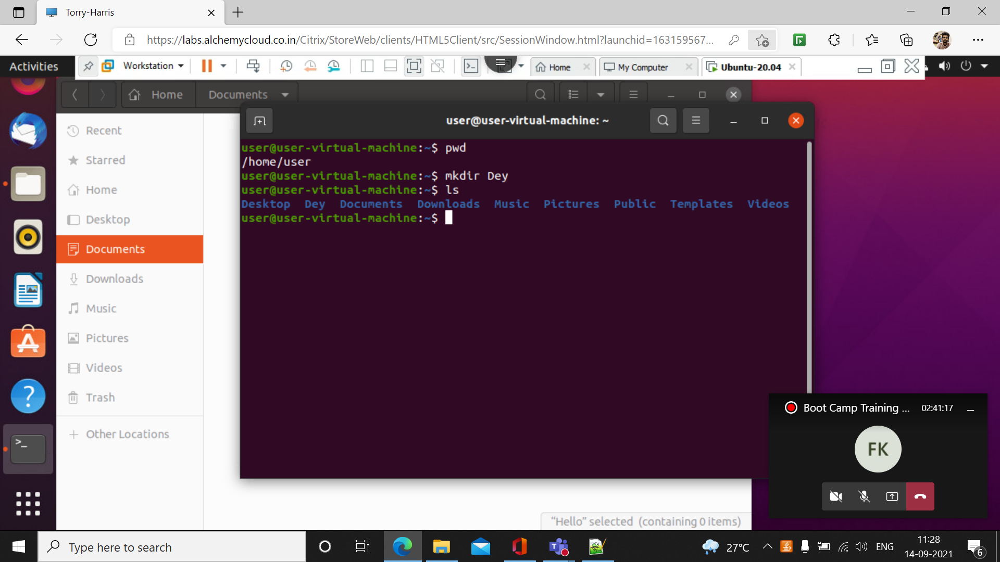 Torry-Harris
https://labs.alchemycloud.co.in/Citrix/StoreWeb/clients/HTML5Client/src/SessionWindow.html?launchid=163159567...
Activities
Workstation
Home
My Computer
Ubuntu-20.04
Home
Documents
Recent
Starred
Home
Desktop
Documents
Downloads
Music
Pictures
Videos
Trash
+ Other Locations
user@user-virtual-machine: ~
user@user-virtual-machine:~$ pwd
/home/user
user@user-virtual-machine:~$ mkdir Dey
user@user-virtual-machine:~$ ls
Desktop Dey Documents Downloads Music Pictures Public Templates Videos
user@user-virtual-machine:~$
"Hello" selected (containing 0 items)
Boot Camp Training ... 02:41:17
FK
Type here to search
27°C
ENG
11:28
14-09-2021
6